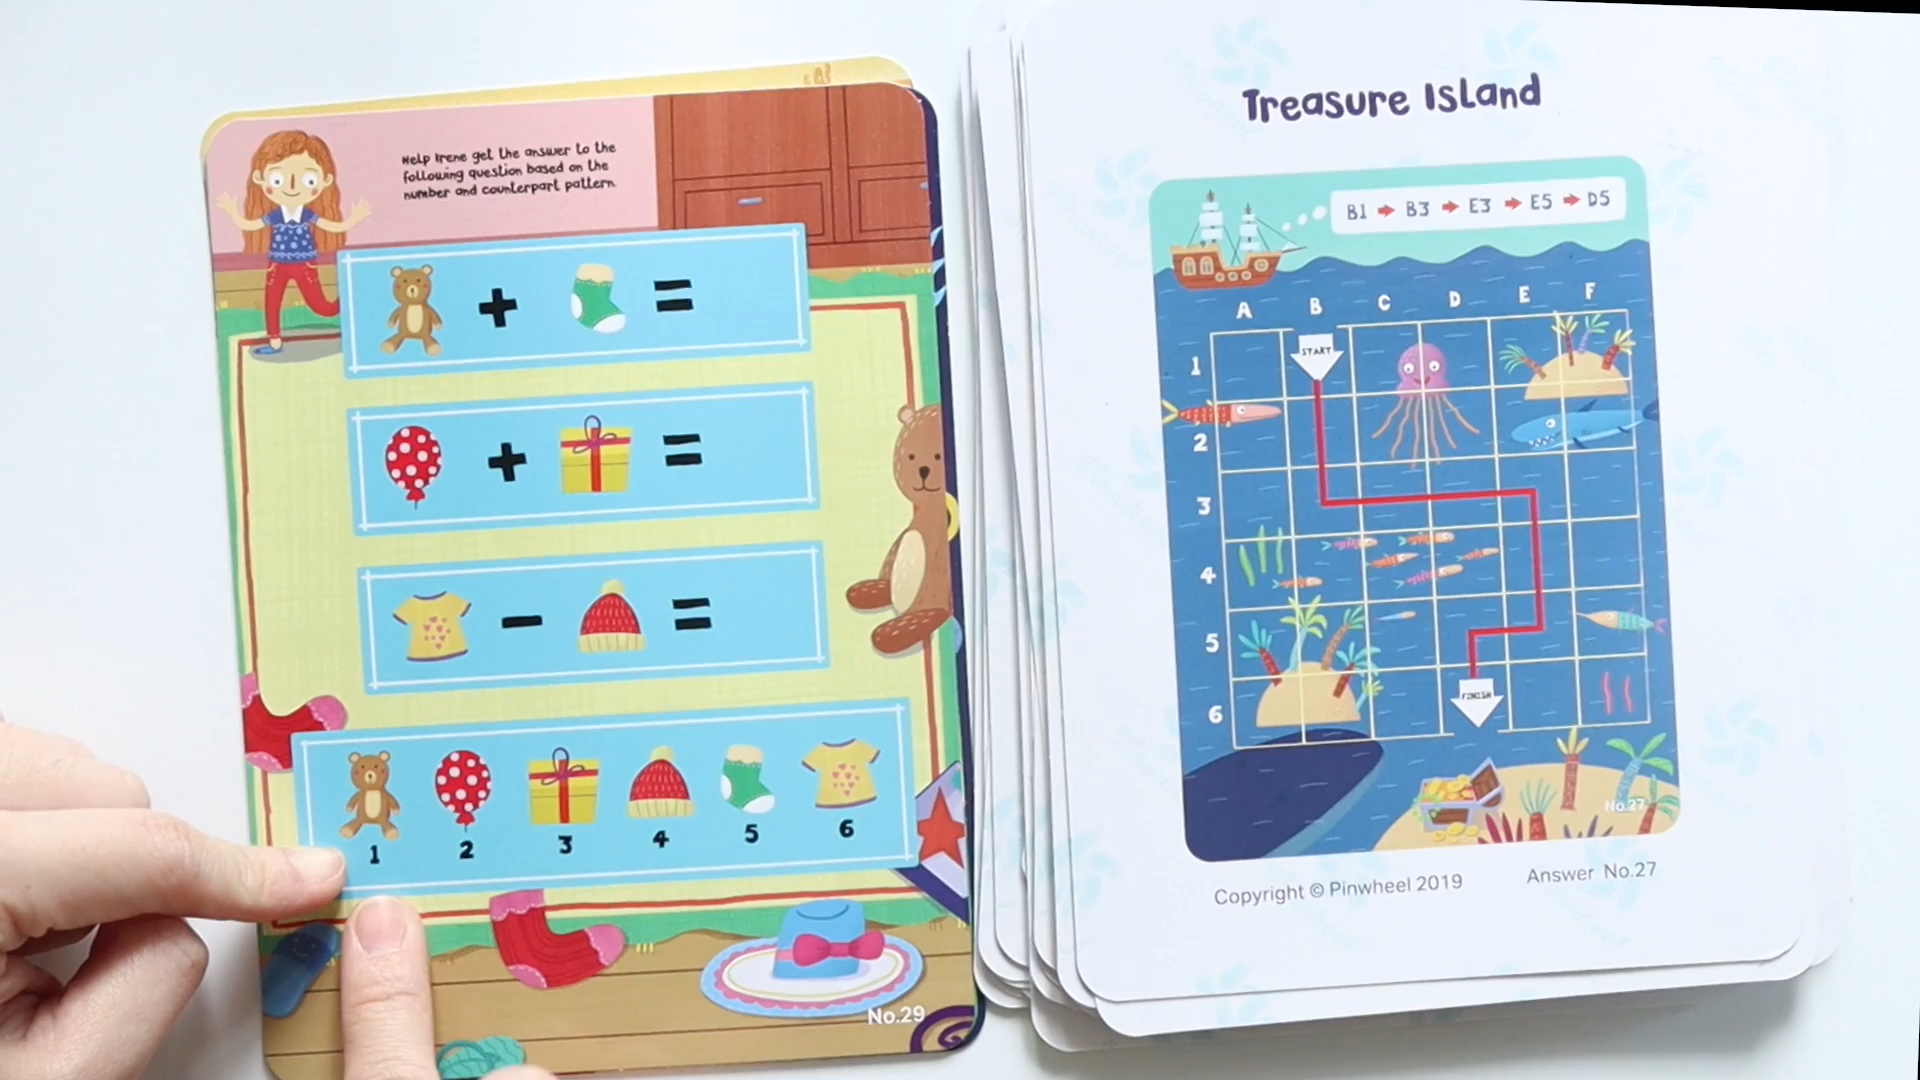 Help Irene get the answer to the
following question based on the
number and counterpart pattern.
+ =
+ =
- =
1 2 3 4 5 6
No.29
Treasure Island
B1 → B3 → E3 → E5 → D5
A B C D E F
START
1
2
3
4
5
6
FINISH
No.27
Copyright © Pinwheel 2019
Answer No.27